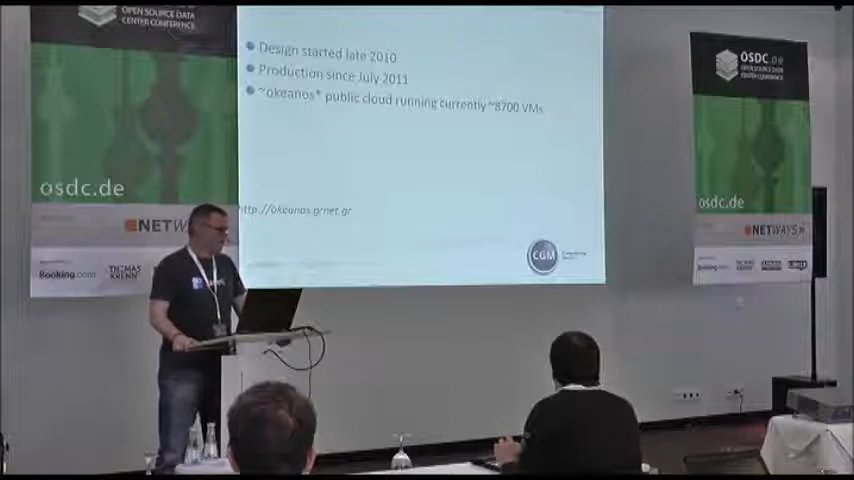 OPEN SOURCE DATA
CENTER CONFERENCE
osdc.de
NETWAYS
Booking.com
THOMAS
KRENN
Design started late 2010
Production since July 2011
~okeanos* public cloud running currently ~8700 VMs
http://okeanos.grnet.gr
CGM
OSDC.de
OPEN SOURCE DATA
CENTER CONFERENCE
osdc.de
NETWAYS